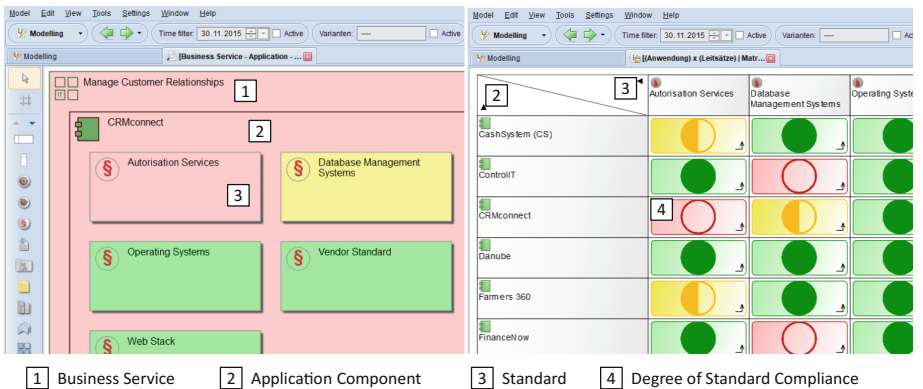 Model Edit View Tools Settings Window Help
Modelling Time filter: 30.11.2015 Active Varianten: ---- Active
Modelling [Business Service - Application - ...
Manage Customer Relationships
1
IT
CRMconnect
2
§ Autorisation Services
3
§ Database Management
Systems
§ Operating Systems
§ Vendor Standard
§ Web Stack
Model Edit View Tools Settings Window Help
Modelling Time filter: 30.11.2015 Active Varianten: ----
Modelling [(Anwendung) x (Leitsätze) | Matr...
2
3
Autorisation Services
Database
Management Systems
Operating Syste
CashSystem (CS)
ControlIT
CRMconnect
4
Danube
Farmers 360
FinanceNow
1 Business Service 2 Application Component 3 Standard 4 Degree of Standard Compliance